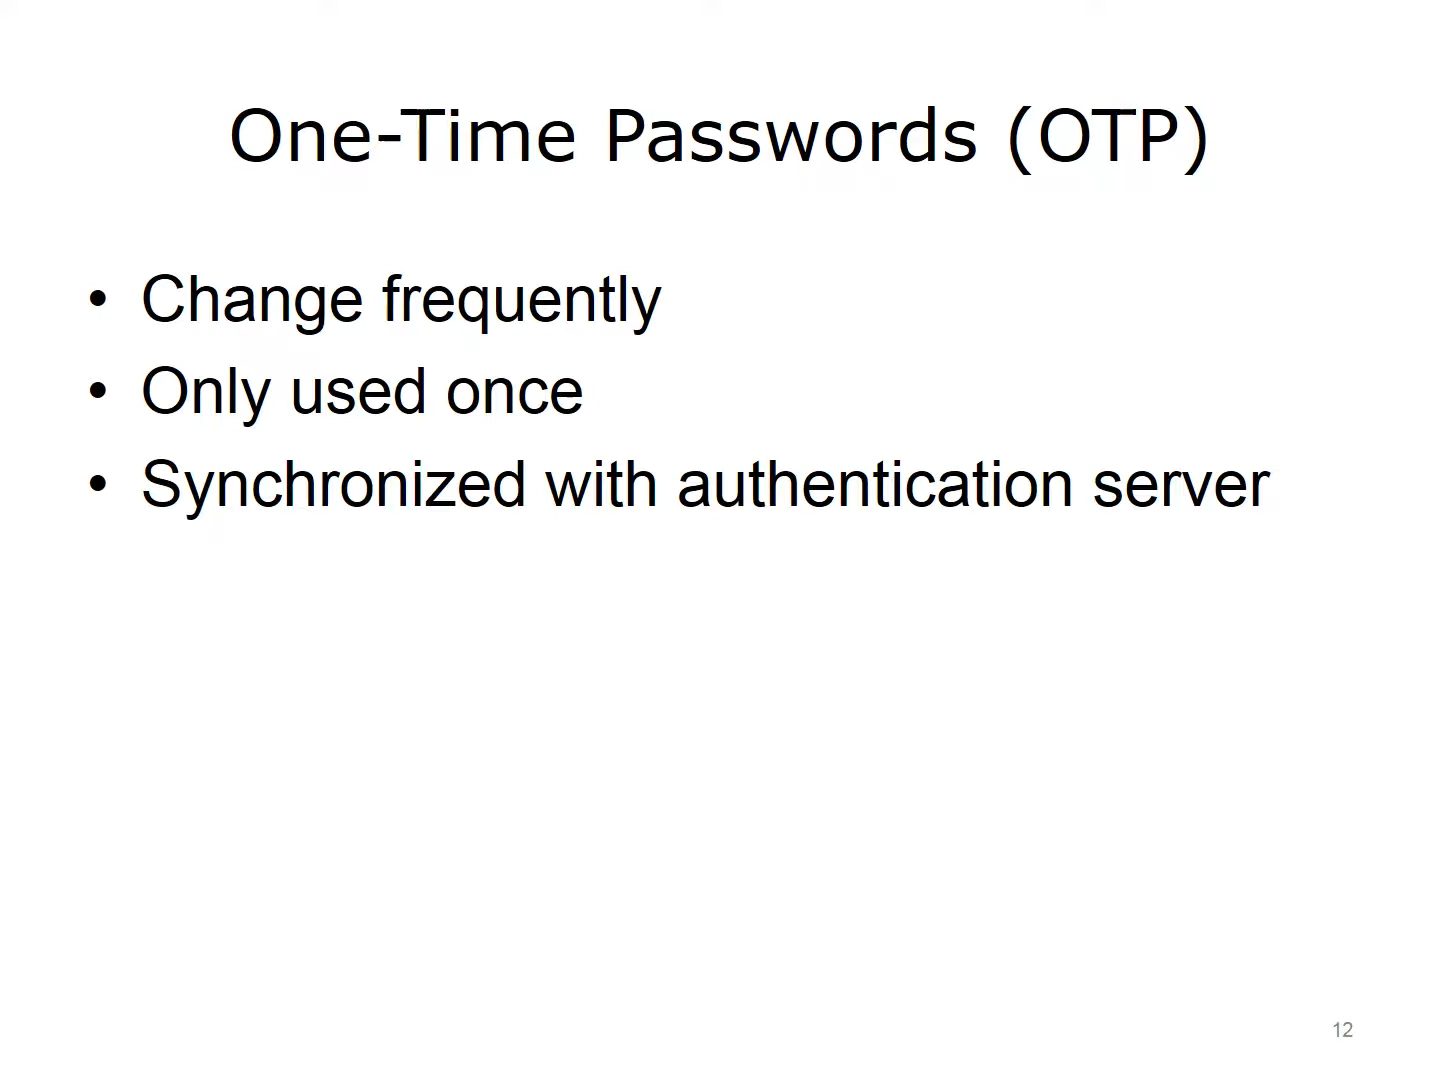 One-Time Passwords (OTP)
• Change frequently
• Only used once
• Synchronized with authentication server
12